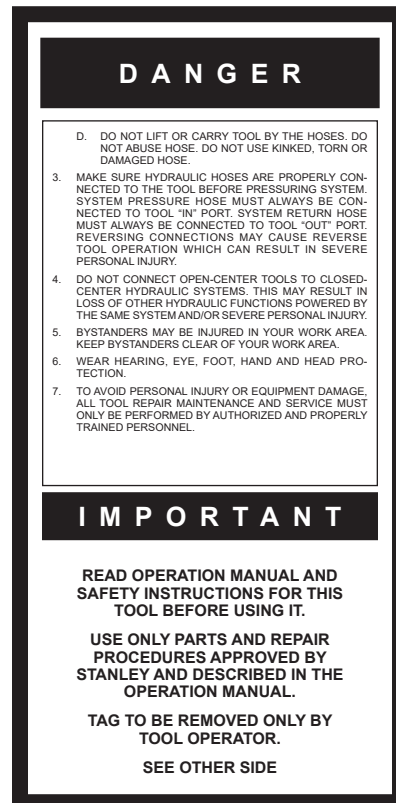 DANGER
D. DO NOT LIFT OR CARRY TOOL BY THE HOSES. DO
NOT ABUSE HOSE. DO NOT USE KINKED, TORN OR
DAMAGED HOSE.
3. MAKE SURE HYDRAULIC HOSES ARE PROPERLY CON-
NECTED TO THE TOOL BEFORE PRESSURING SYSTEM.
SYSTEM PRESSURE HOSE MUST ALWAYS BE CON-
NECTED TO TOOL “IN” PORT. SYSTEM RETURN HOSE
MUST ALWAYS BE CONNECTED TO TOOL “OUT” PORT.
REVERSING CONNECTIONS MAY CAUSE REVERSE
TOOL OPERATION WHICH CAN RESULT IN SEVERE
PERSONAL INJURY.
4. DO NOT CONNECT OPEN-CENTER TOOLS TO CLOSED-
CENTER HYDRAULIC SYSTEMS. THIS MAY RESULT IN
LOSS OF OTHER HYDRAULIC FUNCTIONS POWERED BY
THE SAME SYSTEM AND/OR SEVERE PERSONAL INJURY.
5. BYSTANDERS MAY BE INJURED IN YOUR WORK AREA.
KEEP BYSTANDERS CLEAR OF YOUR WORK AREA.
6. WEAR HEARING, EYE, FOOT, HAND AND HEAD PRO-
TECTION.
7. TO AVOID PERSONAL INJURY OR EQUIPMENT DAMAGE,
ALL TOOL REPAIR MAINTENANCE AND SERVICE MUST
ONLY BE PERFORMED BY AUTHORIZED AND PROPERLY
TRAINED PERSONNEL.
IMPORTANT
READ OPERATION MANUAL AND
SAFETY INSTRUCTIONS FOR THIS
TOOL BEFORE USING IT.
USE ONLY PARTS AND REPAIR
PROCEDURES APPROVED BY
STANLEY AND DESCRIBED IN THE
OPERATION MANUAL.
TAG TO BE REMOVED ONLY BY
TOOL OPERATOR.
SEE OTHER SIDE